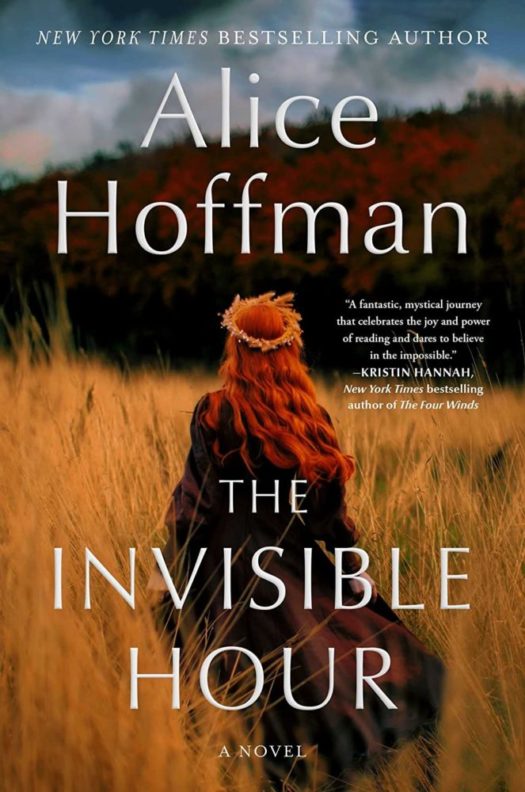 NEW YORK TIMES BESTSELLING AUTHOR
Alice
Hoffman
“A fantastic, mystical journey
that celebrates the joy and power
of reading and dares to believe
in the impossible.”
—KRISTIN HANNAH,
New York Times bestselling
author of The Four Winds
THE
INVISIBLE
HOUR
A NOVEL